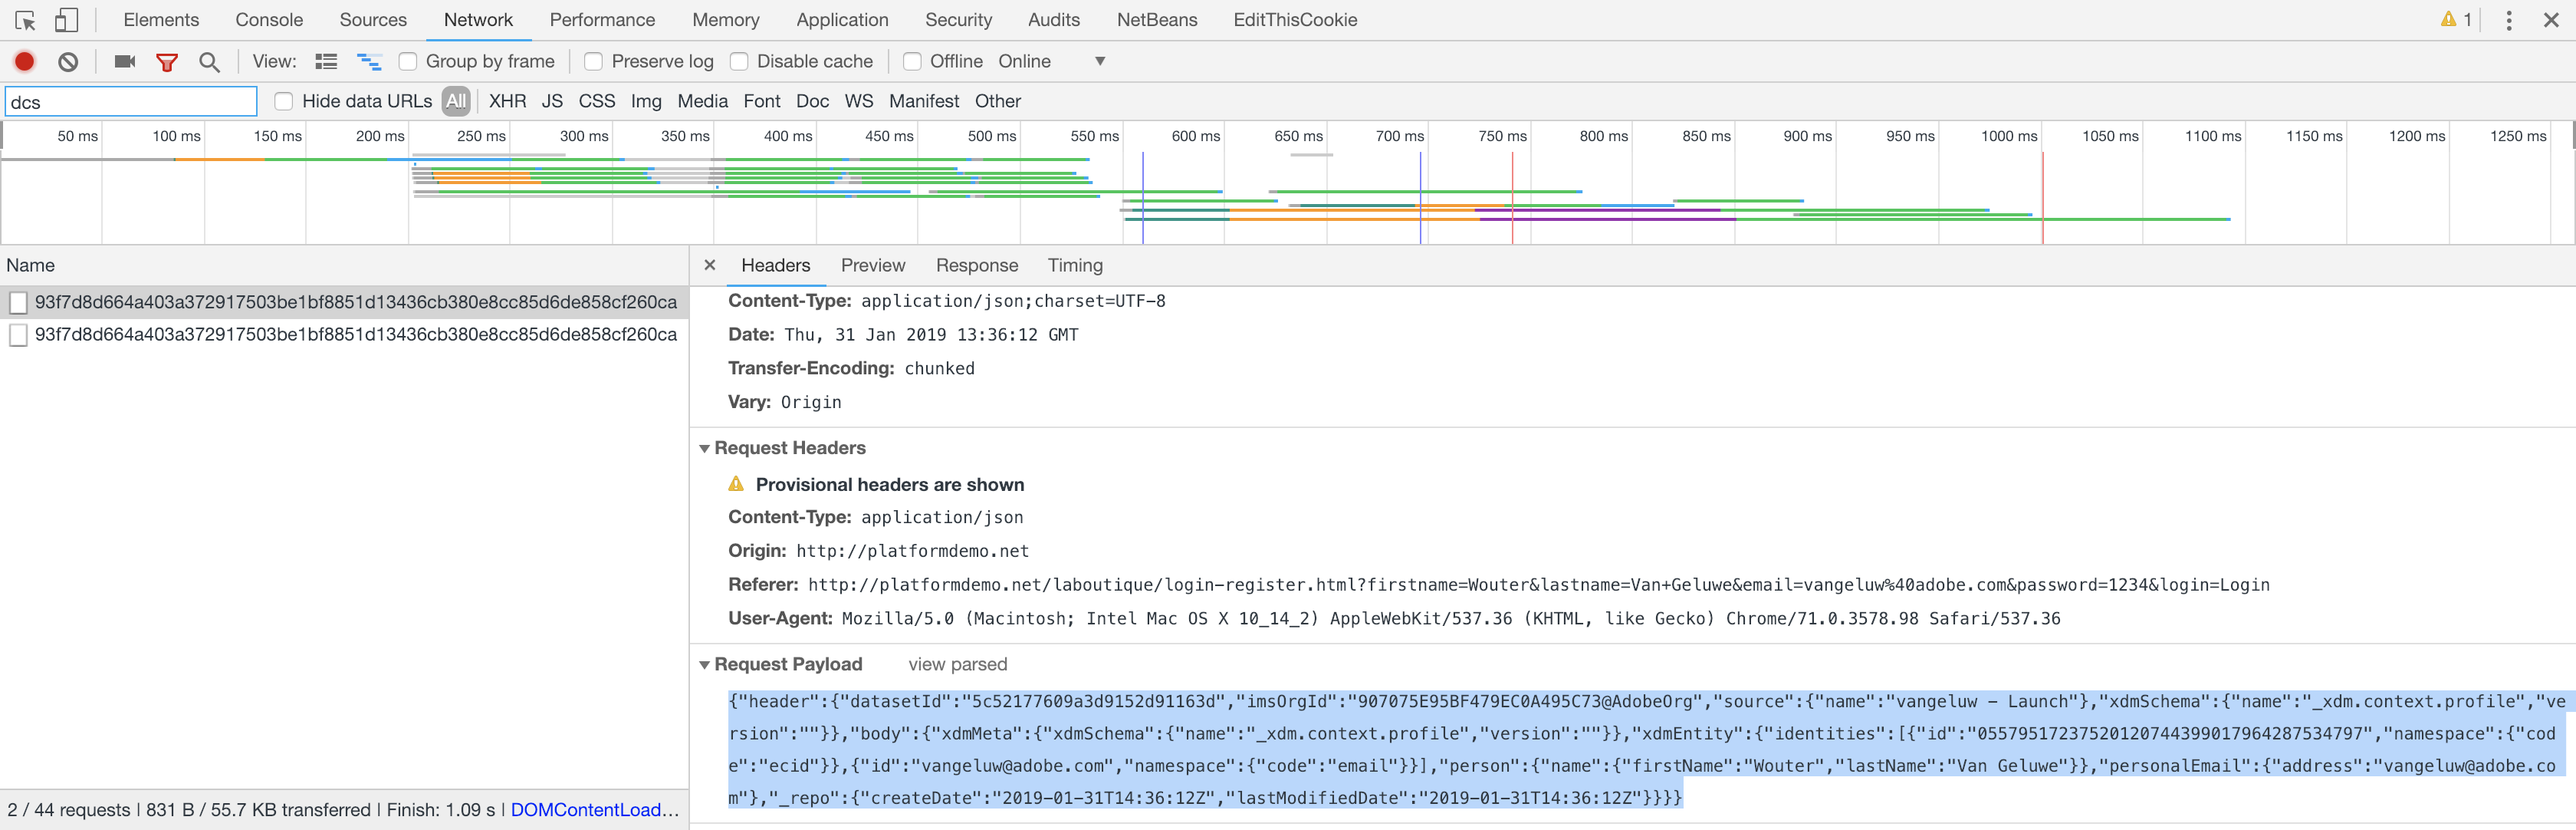 Elements Console Sources Network Performance Memory Application Security Audits NetBeans EditThisCookie 1
View: Group by frame Preserve log Disable cache Offline Online
dcs Hide data URLs All XHR JS CSS Img Media Font Doc WS Manifest Other
50 ms 100 ms 150 ms 200 ms 250 ms 300 ms 350 ms 400 ms 450 ms 500 ms 550 ms 600 ms 650 ms 700 ms 750 ms 800 ms 850 ms 900 ms 950 ms 1000 ms 1050 ms 1100 ms 1150 ms 1200 ms 1250 ms
Name
93f7d8d664a403a372917503be1bf8851d13436cb380e8cc85d6de858cf260ca
93f7d8d664a403a372917503be1bf8851d13436cb380e8cc85d6de858cf260ca
2 / 44 requests | 831 B / 55.7 KB transferred | Finish: 1.09 s | DOMContentLoad…
Headers Preview Response Timing
Content-Type: application/json;charset=UTF-8
Date: Thu, 31 Jan 2019 13:36:12 GMT
Transfer-Encoding: chunked
Vary: Origin
Request Headers
Provisional headers are shown
Content-Type: application/json
Origin: http://platformdemo.net
Referer: http://platformdemo.net/laboutique/login-register.html?firstname=Wouter&lastname=Van+Geluwe&email=vangeluw%40adobe.com&password=1234&login=Login
User-Agent: Mozilla/5.0 (Macintosh; Intel Mac OS X 10_14_2) AppleWebKit/537.36 (KHTML, like Gecko) Chrome/71.0.3578.98 Safari/537.36
Request Payload view parsed
{"header":{"datasetId":"5c52177609a3d9152d91163d","imsOrgId":"907075E95BF479EC0A495C73@AdobeOrg","source":{"name":"vangeluw - Launch"},"xdmSchema":{"name":"_xdm.context.profile","ve
rsion":""}},"body":{"xdmMeta":{"xdmSchema":{"name":"_xdm.context.profile","version":""}},"xdmEntity":{"identities":[{"id":"05579517237520120744399017964287534797","namespace":{"cod
e":"ecid"}},{"id":"vangeluw@adobe.com","namespace":{"code":"email"}}],"person":{"name":{"firstName":"Wouter","lastName":"Van Geluwe"}},"personalEmail":{"address":"vangeluw@adobe.co
m"},"_repo":{"createDate":"2019-01-31T14:36:12Z","lastModifiedDate":"2019-01-31T14:36:12Z"}}}}